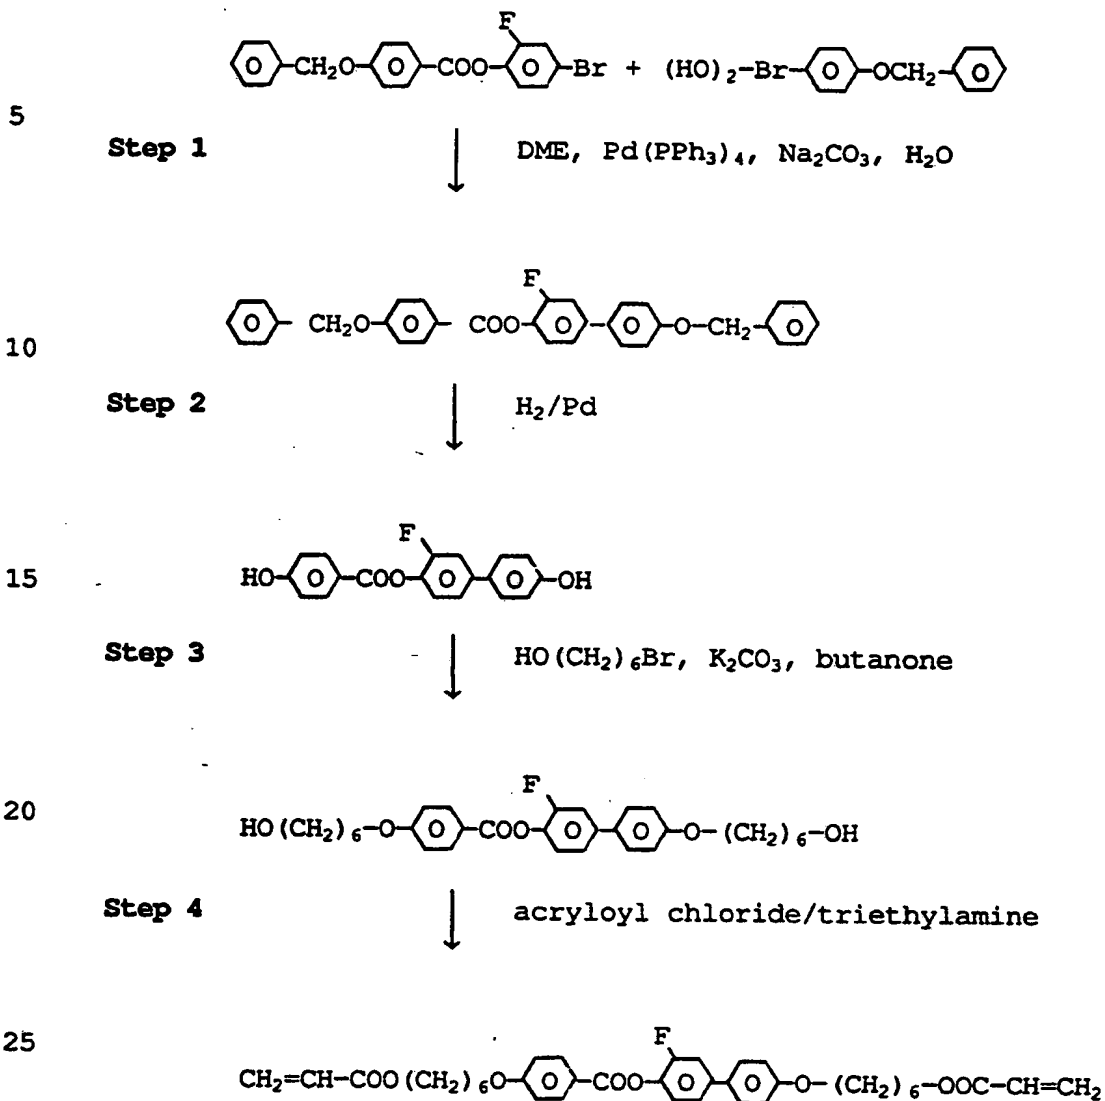 F
CH₂O COO Br + (HO)₂-Br OCH₂
5
Step 1 DME, Pd(PPh₃)₄, Na₂CO₃, H₂O
F
CH₂O COO O-CH₂
10
Step 2 H₂/Pd
F
15 HO COO OH
Step 3 HO(CH₂)₆Br, K₂CO₃, butanone
F
20 HO(CH₂)₆-O COO O-(CH₂)₆-OH
Step 4 acryloyl chloride/triethylamine
25 F
CH₂=CH-COO(CH₂)₆O COO O-(CH₂)₆-OOC-CH=CH₂